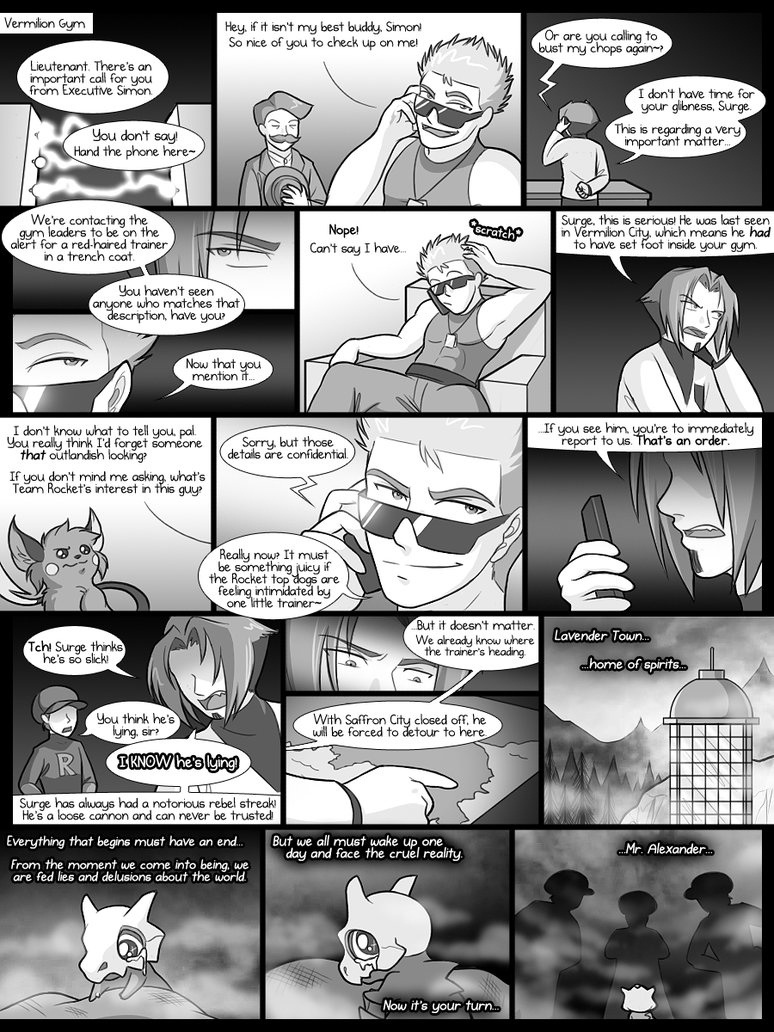 Vermilion Gym
Lieutenant. There's an
important call for you
from Executive Simon.
You don't say!
Hand the phone here~
Hey, if it isn't my best buddy, Simon!
So nice of you to check up on me!
Or are you calling to
bust my chops again~?
I don't have time for
your glibness, Surge.
This is regarding a very
important matter...
We're contacting the
gym leaders to be on the
alert for a red-haired trainer
in a trench coat.
You haven't seen
anyone who matches that
description, have you?
Now that you
mention it...
Nope!
Can't say I have...
*scratch*
Surge, this is serious! He was last seen
in Vermilion City, which means he had
to have set foot inside your gym.
I don't know what to tell you, pal.
You really think I'd forget someone
that outlandish looking?
If you don't mind me asking, what's
Team Rocket's interest in this guy?
Sorry, but those
details are confidential.
Really now? It must
be something juicy if
the Rocket top dogs are
feeling intimidated by
one little trainer~
...If you see him, you're to immediately
report to us. That's an order.
Tch! Surge thinks
he's so slick!
You think he's
lying, sir?
I KNOW he's lying!
R
Surge has always had a notorious rebel streak!
He's a loose cannon and can never be trusted!
...But it doesn't matter.
We already know where
the trainer's heading.
With Saffron City closed off, he
will be forced to detour to here.
Lavender Town...
...home of spirits...
Everything that begins must have an end...
From the moment we come into being, we
are fed lies and delusions about the world.
But we all must wake up one
day and face the cruel reality.
Now it's your turn...
...Mr. Alexander...